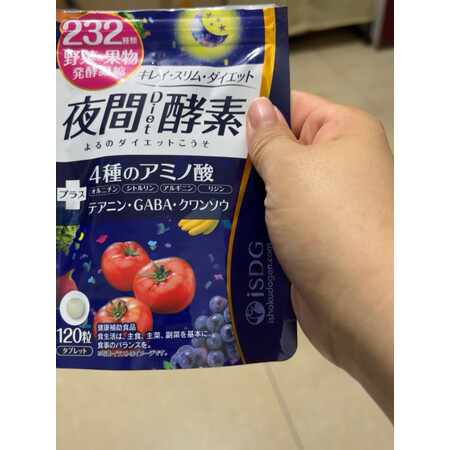 232種類
野菜・果物
発酵凝縮
キレイ・スリム・ダイエット
夜間Diet酵素
よるのダイエットこうそ
プラス
4種のアミノ酸
オルニチン シトルリン アルギニン リジン
テアニン・GABA・クワンソウ
iSDG
ishokudogen.com
120粒
タブレット
健康補助食品
食生活は、主食、主菜、副菜を基本に、
食事のバランスを。